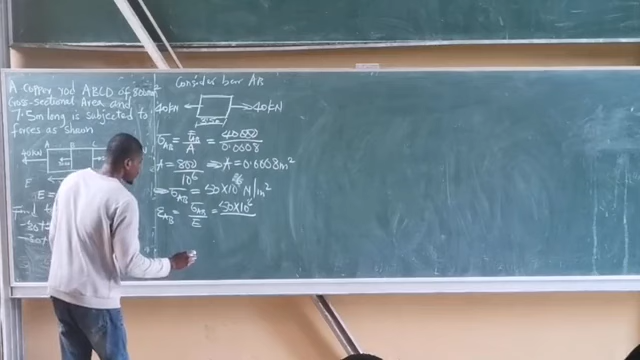 A copper rod ABCD of 800mm²
Cross-sectional Area and
7.5m long is subjected to
forces as shown
40kN A B C
E
E =
Find
Consider bar AB
40kN 40kN
σAB = FAB/A = 40000/0.0008
A = 800/10⁶ ⇒ A = 0.0008m²
⇒ σAB = 50×10⁶ N/m²
εAB = σAB/E = 50×10⁶